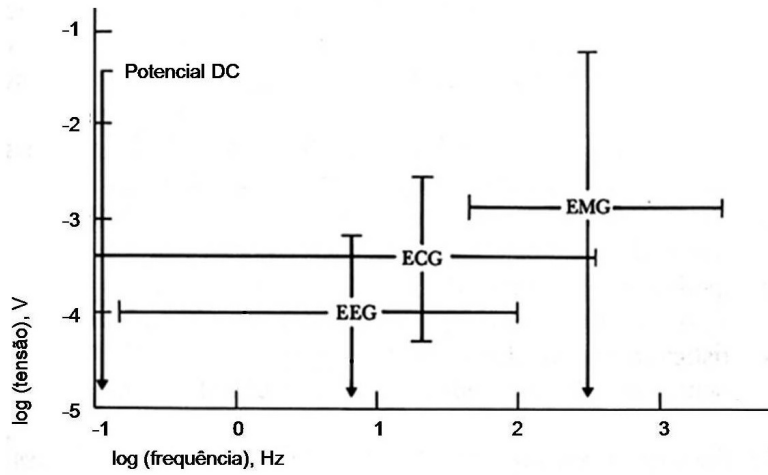 -1
Potencial DC
-2
EMG
-3
ECG
EEG
-4
-5
log (tensão), V
-1 0 1 2 3
log (frequência), Hz